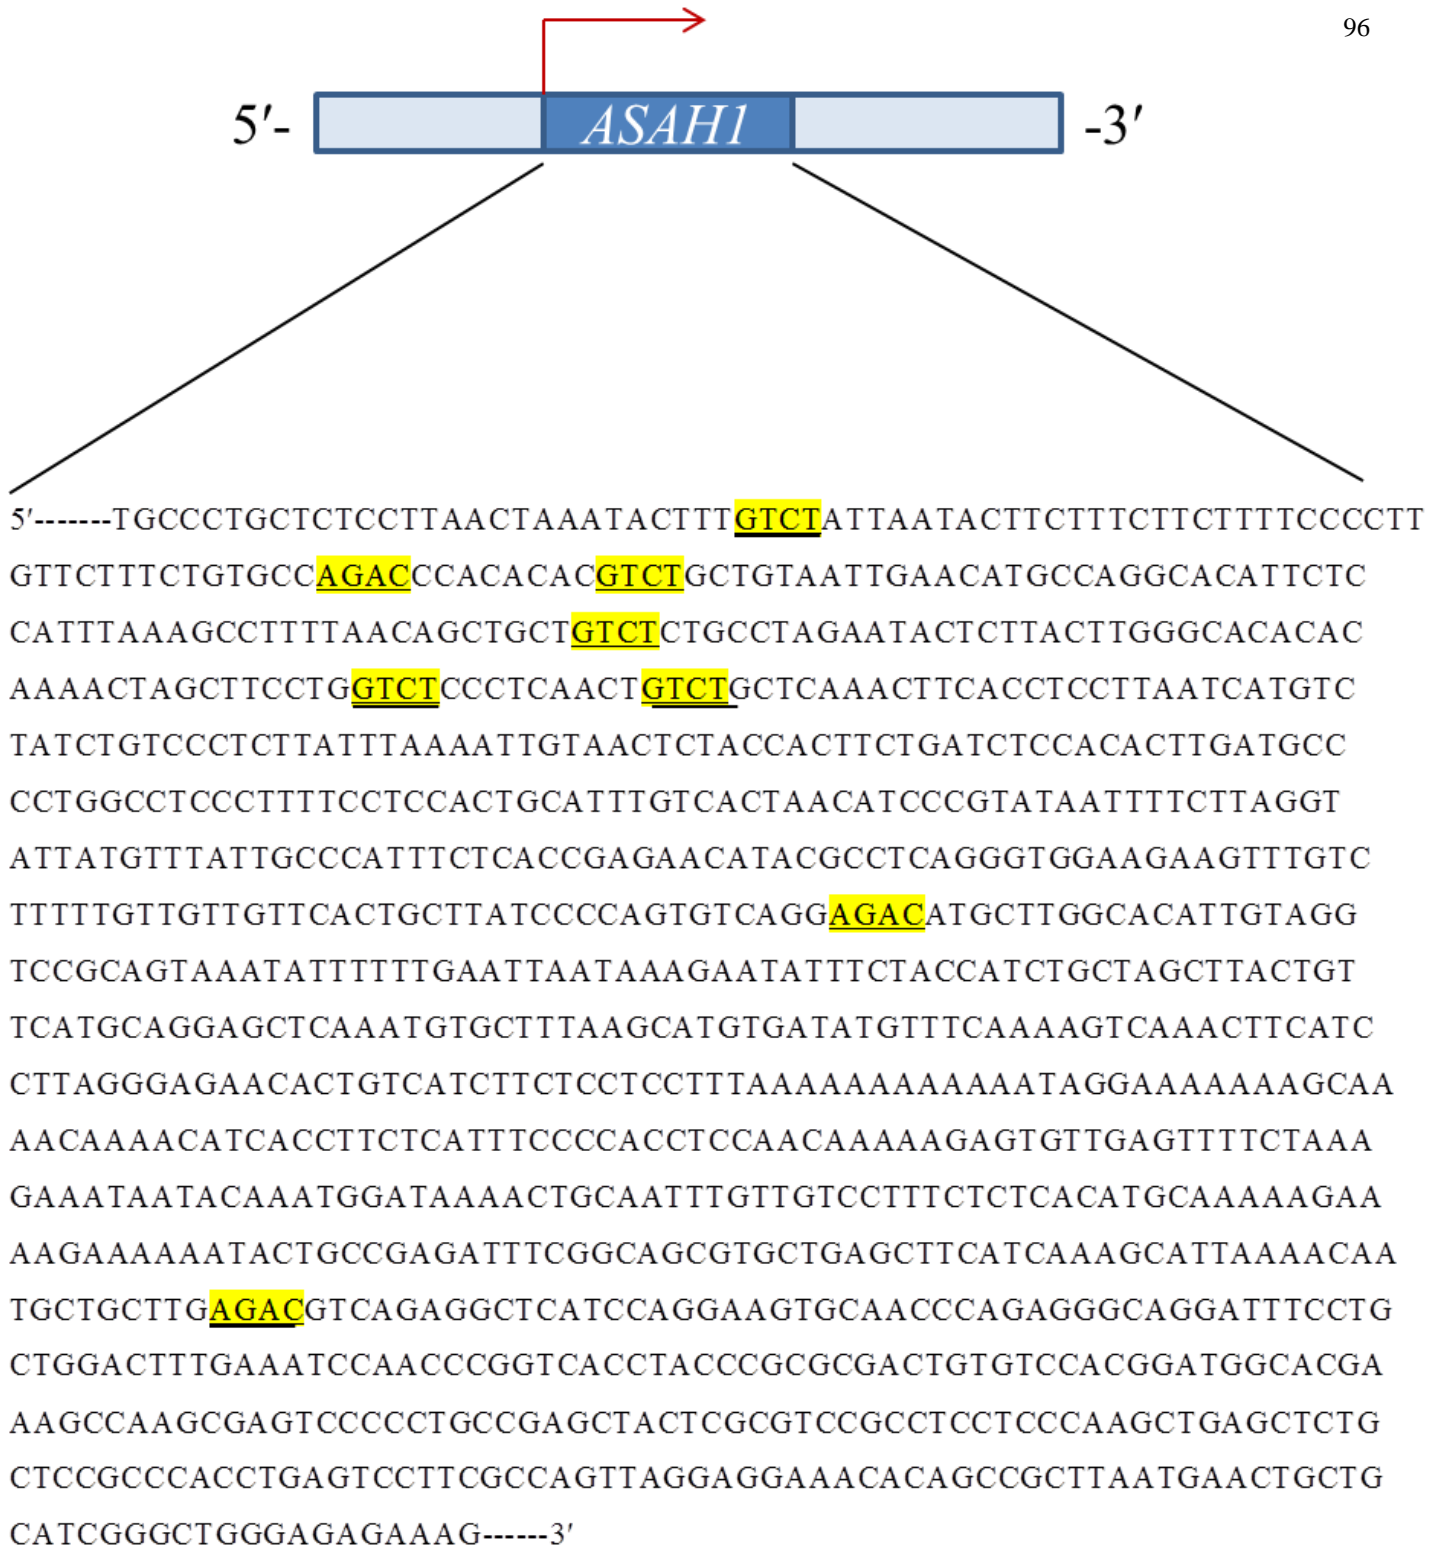 96
5′- ASAH1 -3′
5′-------TGCCCTGCTCTCCTTAACTAAATACTTTGTCTATTAATACTTCTTTCTTCTTTTCCCCTT
GTTCTTTCTGTGCCAGACCCACACACGTCTGCTGTAATTGAACATGCCAGGCACATTCTC
CATTTAAAGCCTTTTAACAGCTGCTGTCTCTGCCTAGAATACTCTTACTTGGGCACACAC
AAAACTAGCTTCCTGGTCTCCCTCAACTGTCTGCTCAAACTTCACCTCCTTAATCATGTC
TATCTGTCCCTCTTATTTAAAATTGTAACTCTACCACTTCTGATCTCCACACTTGATGCC
CCTGGCCTCCCTTTTCCTCCACTGCATTTGTCACTAACATCCCGTATAATTTTCTTAGGT
ATTATGTTTATTGCCCATTTCTCACCGAGAACATACGCCTCAGGGTGGAAGAAGTTTGTC
TTTTTGTTGTTGTTCACTGCTTATCCCCAGTGTCAGGAGACATGCTTGGCACATTGTAGG
TCCGCAGTAAATATTTTTTGAATTAATAAAGAATATTTCTACCATCTGCTAGCTTACTGT
TCATGCAGGAGCTCAAATGTGCTTTAAGCATGTGATATGTTTCAAAAGTCAAACTTCATC
CTTAGGGAGAACACTGTCATCTTCTCCTCCTTTAAAAAAAAAAAAATAGGAAAAAAAGCAA
AACAAAACATCACCTTCTCATTTCCCCACCTCCAACAAAAAGAGTGTTGAGTTTTCTAAA
GAAATAATACAAATGGATAAAACTGCAATTTGTTGTCCTTTCTCTCACATGCAAAAAGAA
AAGAAAAAATACTGCCGAGATTTCGGCAGCGTGCTGAGCTTCATCAAAGCATTAAAACAA
TGCTGCTTGAGACGTCAGAGGCTCATCCAGGAAGTGCAACCCAGAGGGCAGGATTTCCTG
CTGGACTTTGAAATCCAACCCGGTCACCTACCCGCGCGACTGTGTCCACGGATGGCACGA
AAGCCAAGCGAGTCCCCCTGCCGAGCTACTCGCGTCCGCCTCCTCCCAAGCTGAGCTCTG
CTCCGCCCACCTGAGTCCTTCGCCAGTTAGGAGGAAACACAGCCGCTTAATGAACTGCTG
CATCGGGCTGGGAGAGAAAG------3′